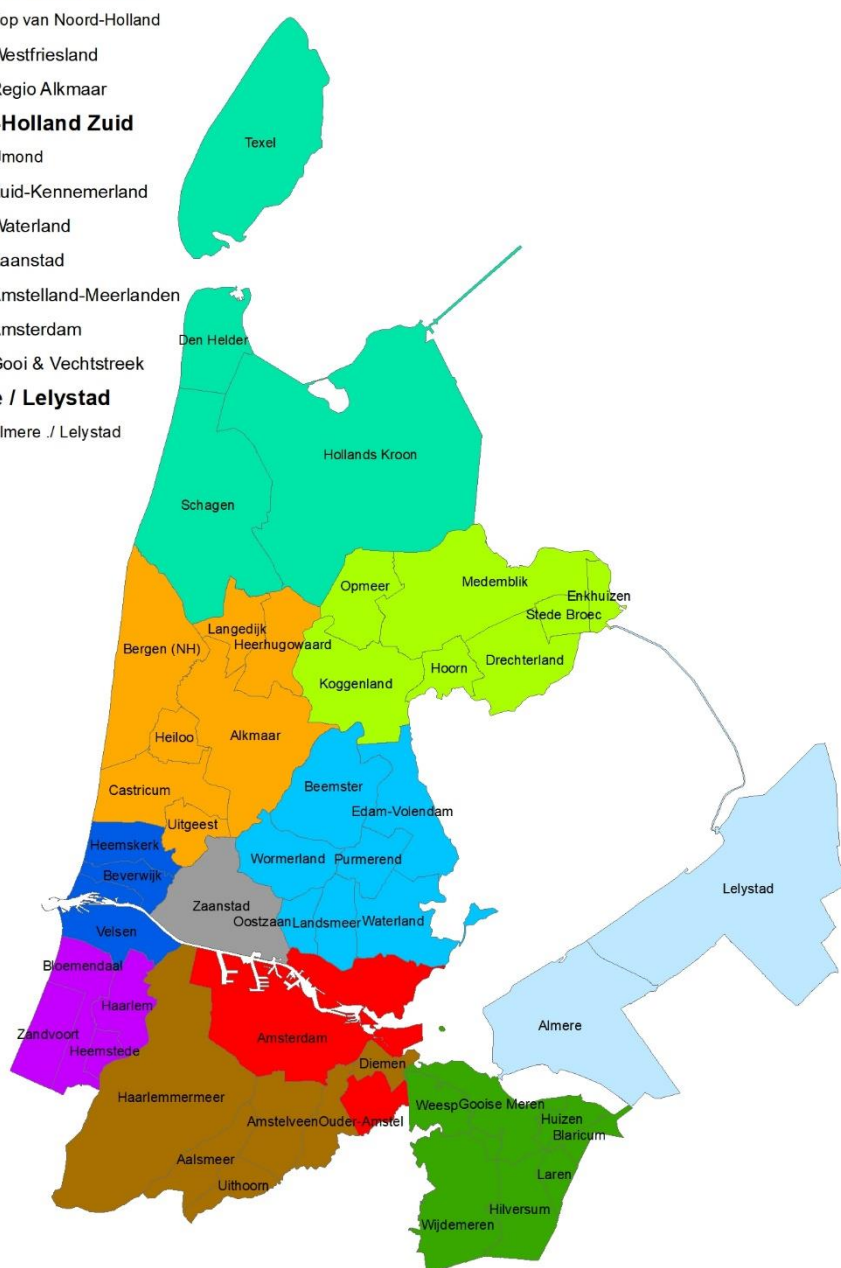 op van Noord-Holland
Westfriesland
Regio Alkmaar
-Holland Zuid
Jmond
uid-Kennemerland
Waterland
aanstad
mstelland-Meerlanden
msterdam
Gooi & Vechtstreek
e / Lelystad
lmere ./ Lelystad
Texel
Den Helder
Hollands Kroon
Schagen
Opmeer
Medemblik
Enkhuizen
Stede Broec
Langedijk
Heerhugowaard
Bergen (NH)
Koggenland
Hoorn
Drechterland
Heiloo
Alkmaar
Castricum
Beemster
Edam-Volendam
Uitgeest
Heemskerk
Wormerland
Purmerend
Beverwijk
Zaanstad
Oostzaan
Landsmeer
Waterland
Lelystad
Velsen
Bloemendaal
Haarlem
Zandvoort
Heemstede
Amsterdam
Almere
Diemen
Haarlemmermeer
Weesp
Gooise Meren
Amstelveen
Ouder-Amstel
Huizen
Blaricum
Aalsmeer
Laren
Uithoorn
Hilversum
Wijdemeren